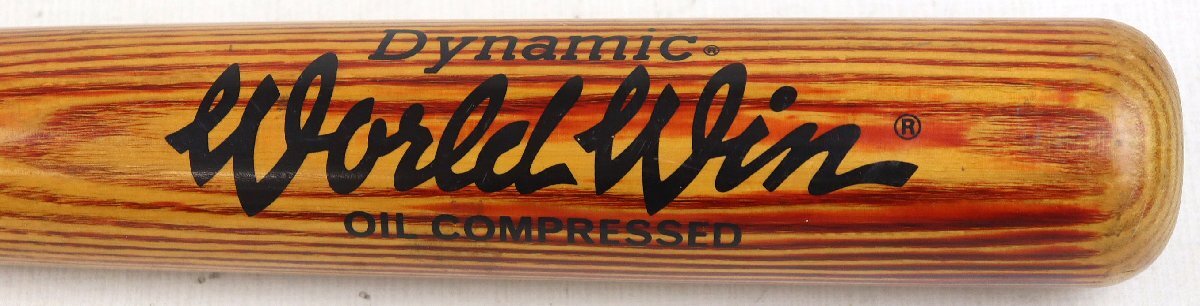 Dynamic®
World Win®
OIL COMPRESSED